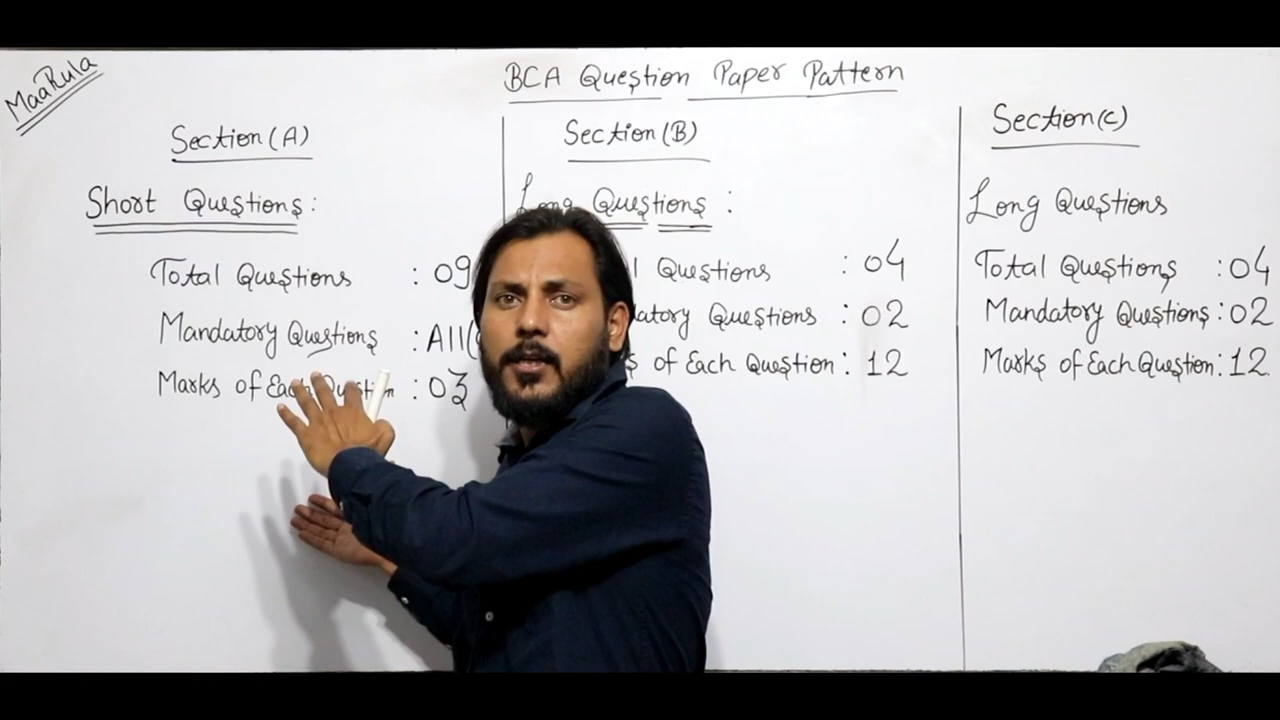 MaaRula
BCA Question Paper Pattern
Section (A)
Short Questions:
Total Questions : 09
Mandatory Questions : All(
Marks of Each Question : 03
Section (B)
Long Questions :
Questions : 04
Questions : 02
of Each Question : 12
Section (C)
Long Questions
Total Questions : 04
Mandatory Questions : 02
Marks of Each Question : 12